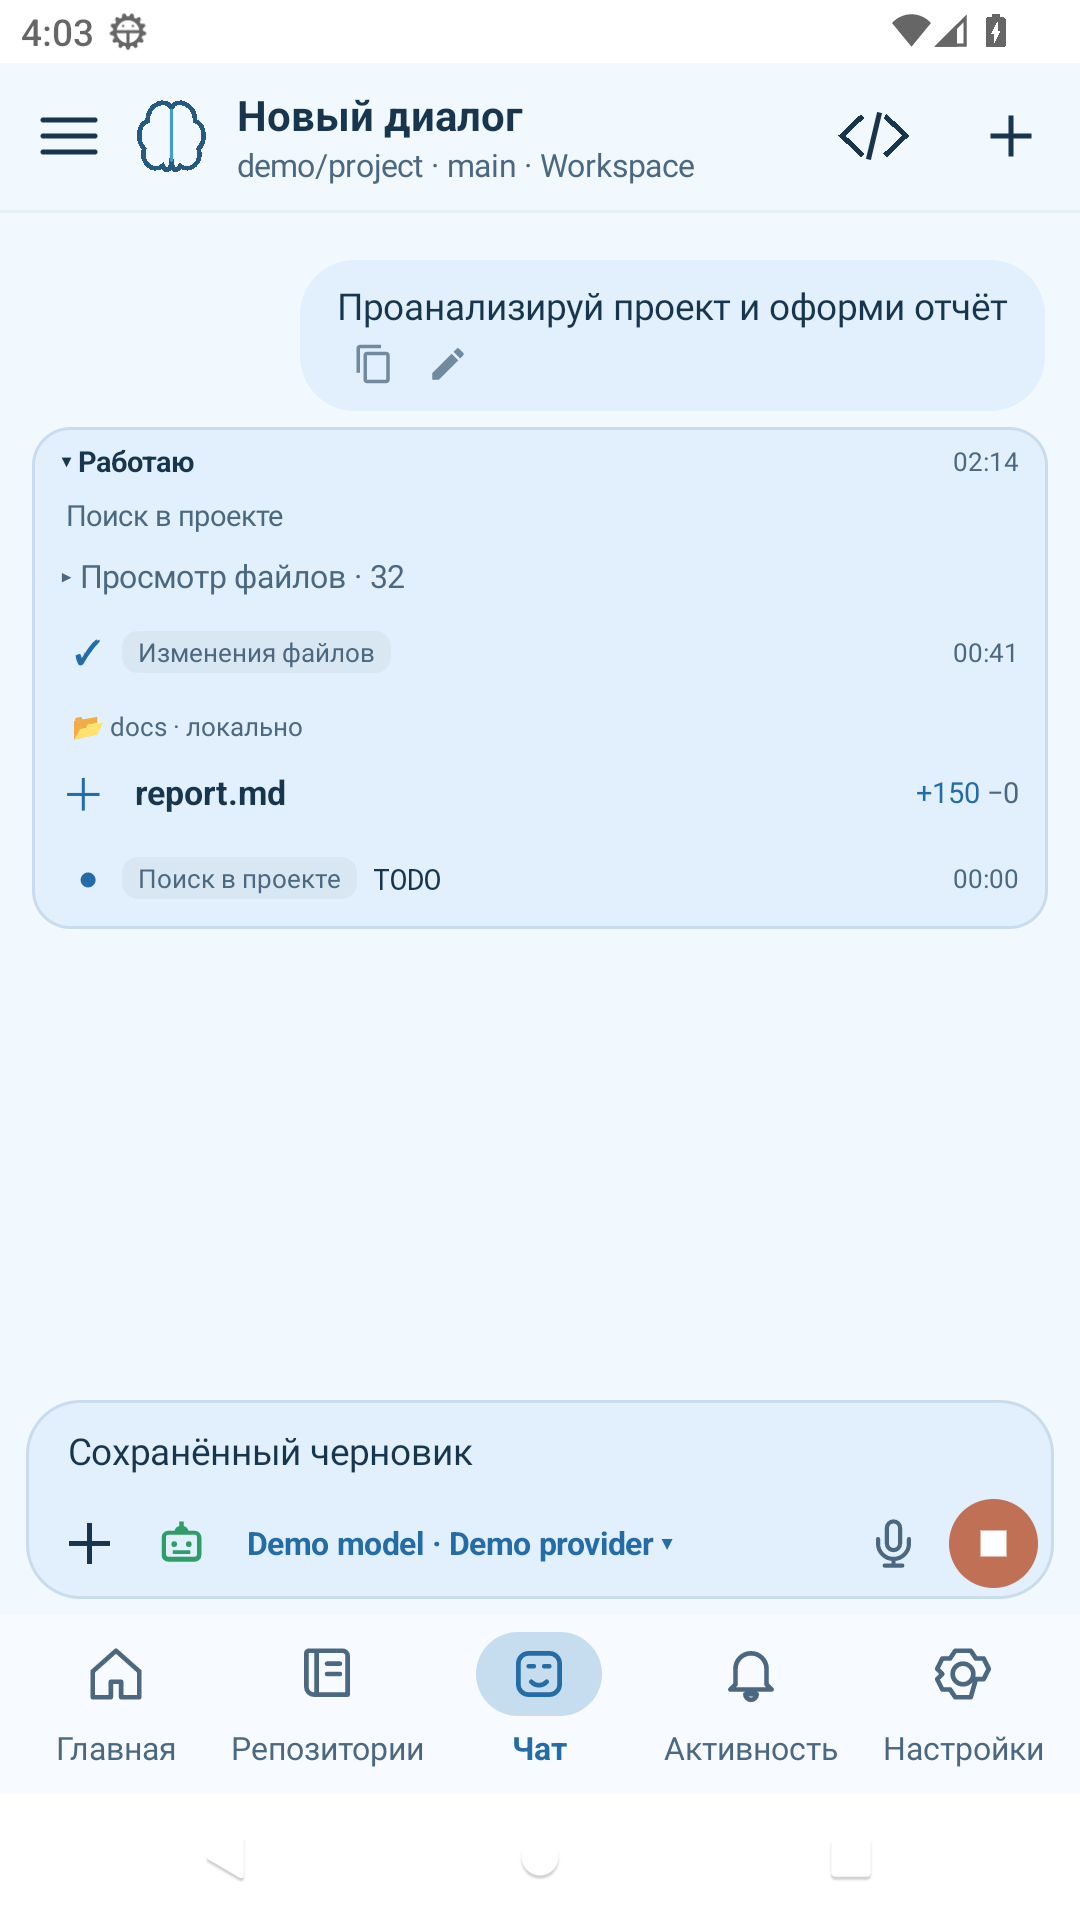 4:03
Новый диалог
demo/project · main · Workspace
Проанализируй проект и оформи отчёт
▾ Работаю 02:14
Поиск в проекте
▸ Просмотр файлов · 32
✓ Изменения файлов 00:41
📂 docs · локально
+ report.md +150 −0
● Поиск в проекте TODO 00:00
Сохранённый черновик
Demo model · Demo provider ▾
Главная Репозитории Чат Активность Настройки